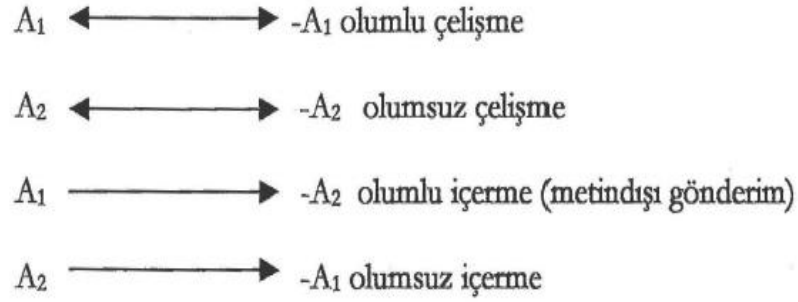 A₁ ⟷ -A₁ olumlu çelişme
A₂ ⟷ -A₂ olumsuz çelişme
A₁ ⟶ -A₂ olumlu içerme (metindışı gönderim)
A₂ ⟶ -A₁ olumsuz içerme